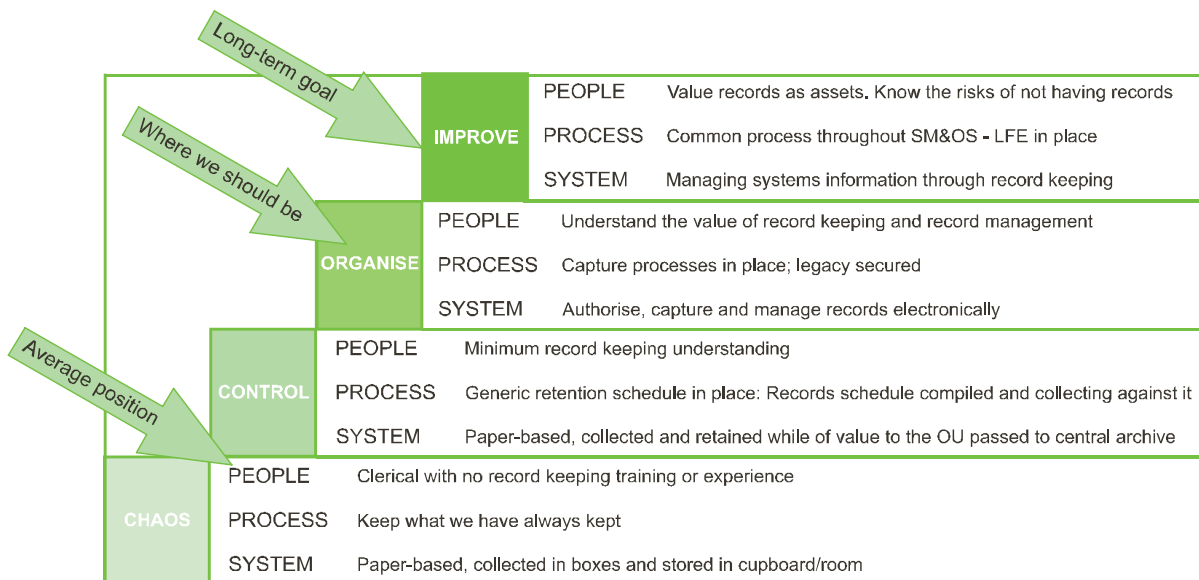 Long-term goal
IMPROVE
PEOPLE Value records as assets. Know the risks of not having records
PROCESS Common process throughout SM&OS - LFE in place
SYSTEM Managing systems information through record keeping
Where we should be
ORGANISE
PEOPLE Understand the value of record keeping and record management
PROCESS Capture processes in place; legacy secured
SYSTEM Authorise, capture and manage records electronically
Average position
CONTROL
PEOPLE Minimum record keeping understanding
PROCESS Generic retention schedule in place: Records schedule compiled and collecting against it
SYSTEM Paper-based, collected and retained while of value to the OU passed to central archive
CHAOS
PEOPLE Clerical with no record keeping training or experience
PROCESS Keep what we have always kept
SYSTEM Paper-based, collected in boxes and stored in cupboard/room